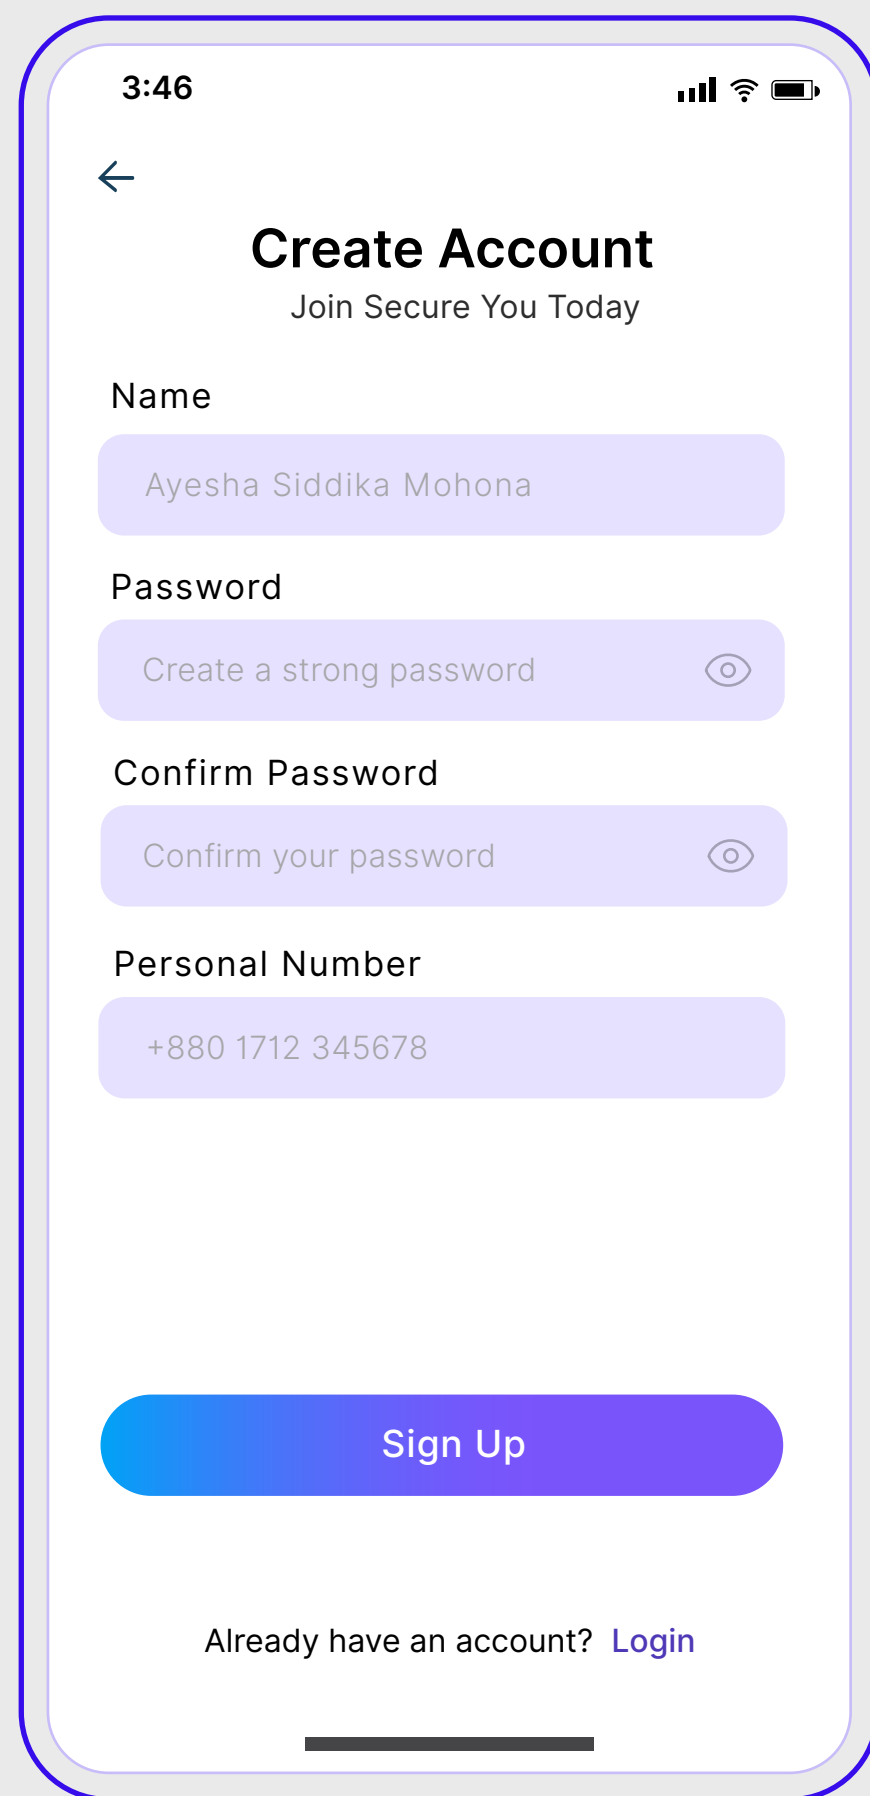 3:46
Create Account
Join Secure You Today
Name
Ayesha Siddika Mohona
Password
Create a strong password
Confirm Password
Confirm your password
Personal Number
+880 1712 345678
Sign Up
Already have an account? Login